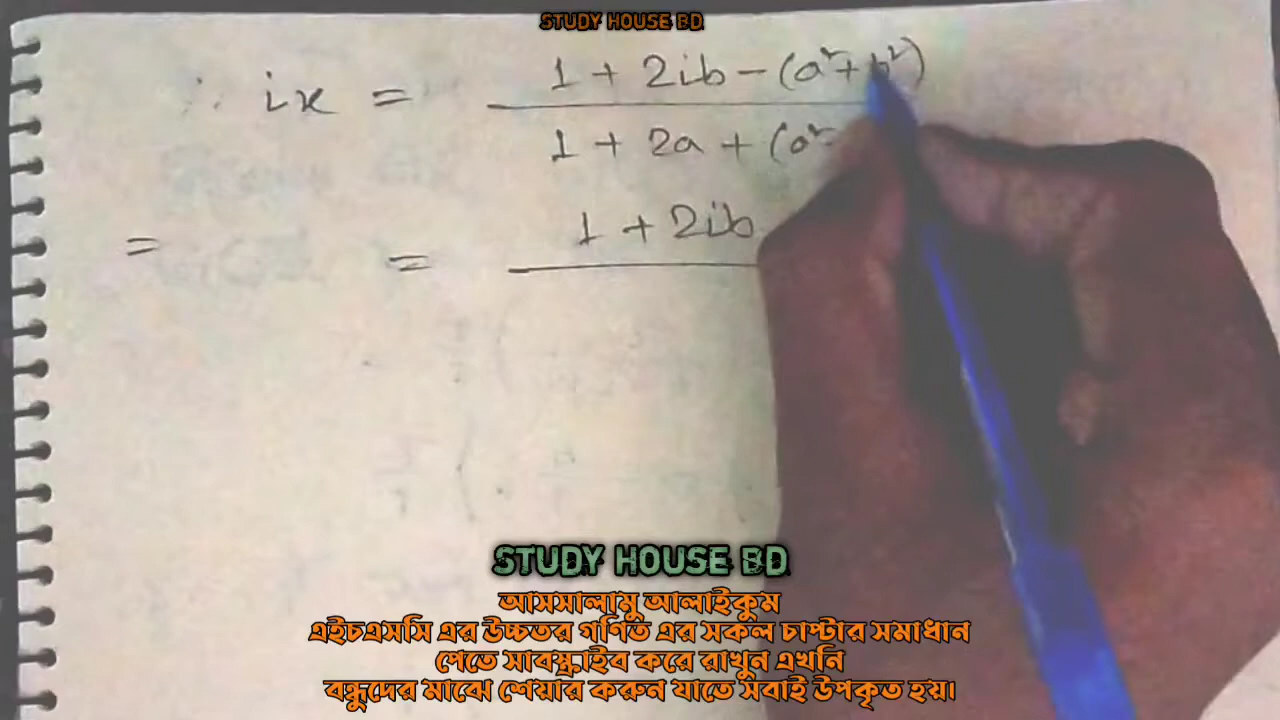 STUDY HOUSE BD
∴ ix = 1 + 2ib - (a² + b²)
1 + 2a + (a²
= = 1 + 2ib
STUDY HOUSE BD
আসসালামু আলাইকুম
এইচএসসি এর উচ্চতর গণিত এর সকল চাপ্টার সমাধান
পেতে সাবস্ক্রাইব করে রাখুন এখনি
বন্ধুদের মাঝে শেয়ার করুন যাতে সবাই উপকৃত হয়।